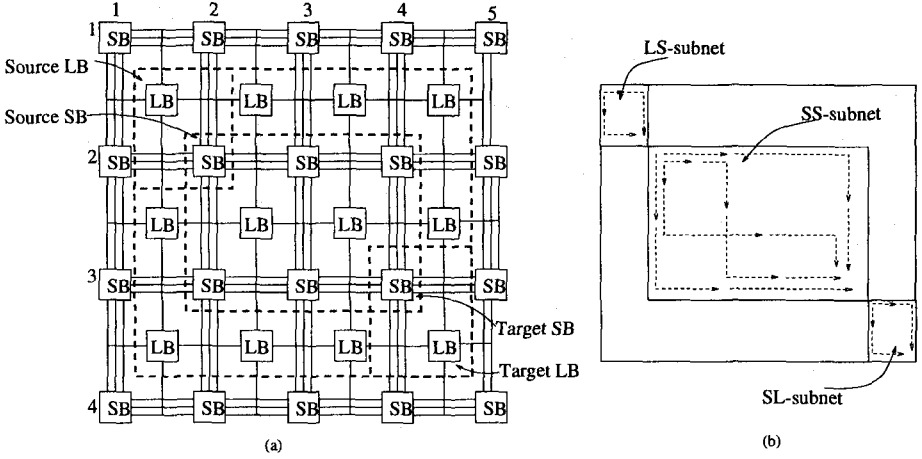 1 2 3 4 5
1 SB SB SB SB SB
Source LB
LB LB LB LB
Source SB
2 SB SB SB SB SB
LB LB LB LB
3 SB SB SB SB SB
Target SB
LB LB LB LB
Target LB
4 SB SB SB SB SB
(a)
LS-subnet
SS-subnet
SL-subnet
(b)